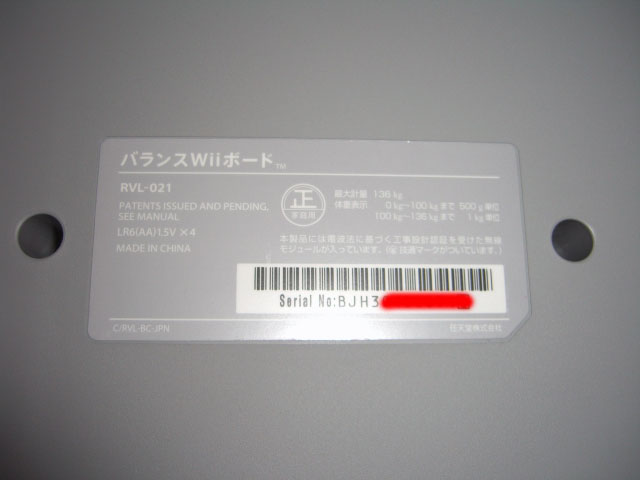 バランスWiiボード™
RVL-021
PATENTS ISSUED AND PENDING.
SEE MANUAL
LR6(AA)1.5V ×4
MADE IN CHINA
正
家庭用
最大計量 136 kg
体重表示 0 kg~100 kg まで 500 g 単位
100 kg~136 kg まで 1 kg 単位
本製品には電波法に基づく工事設計認証を受けた無線
モジュールが入っています。( 技適マークがついています。)
Serial No:BJH3
C/RVL-BC-JPN
任天堂株式会社